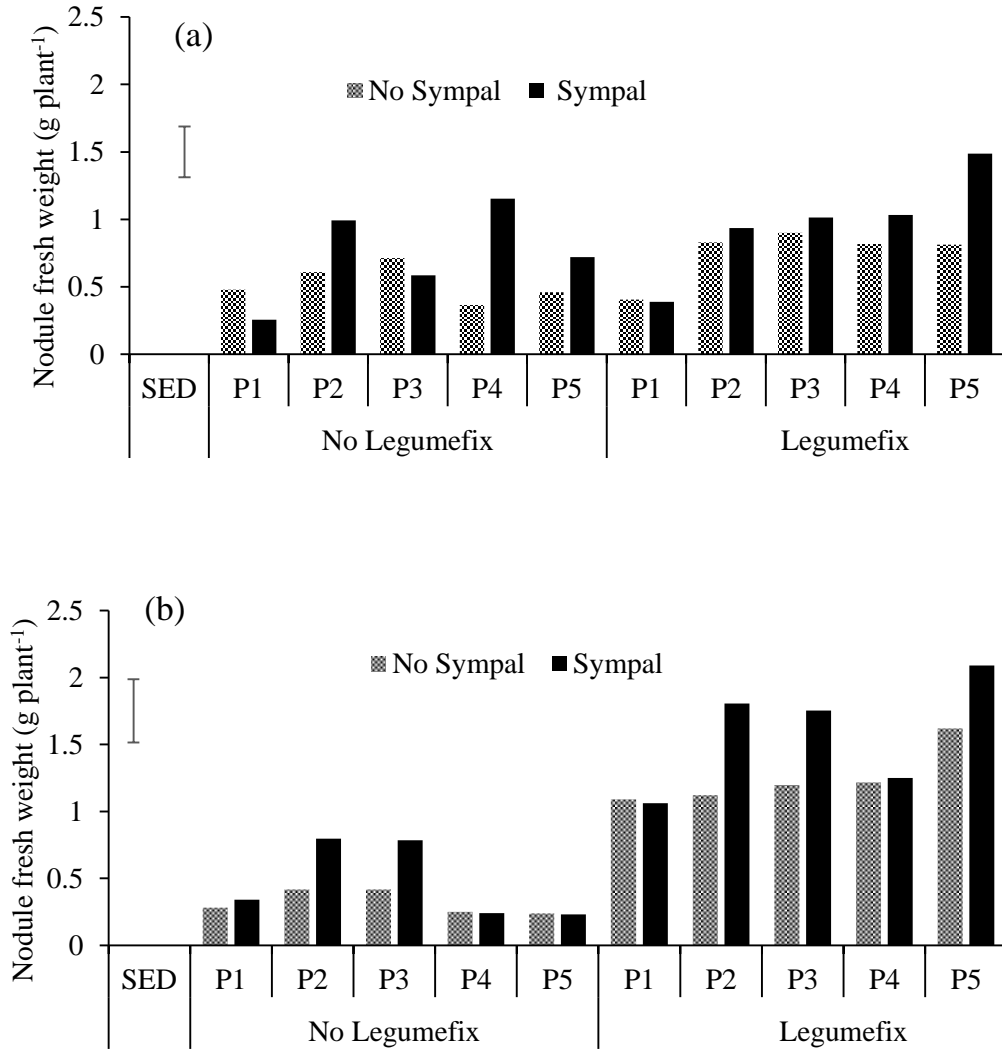 (a)
Nodule fresh weight (g plant-1)
2.5
2
1.5
1
0.5
0
No Sympal Sympal
SED P1 P2 P3 P4 P5 P1 P2 P3 P4 P5
No Legumefix Legumefix
(b)
Nodule fresh weight (g plant-1)
2.5
2
1.5
1
0.5
0
No Sympal Sympal
SED P1 P2 P3 P4 P5 P1 P2 P3 P4 P5
No Legumefix Legumefix